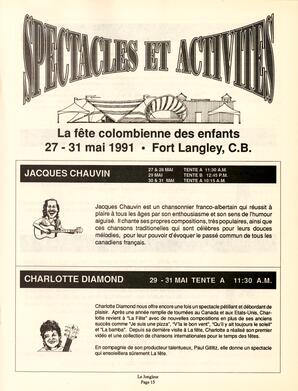 SPECTACLES ET ACTIVITÉS
La fête colombienne des enfants
27 - 31 mai 1991 • Fort Langley, C.B.
JACQUES CHAUVIN
27 & 28 MAI TENTE A 11:30 A.M.
29 MAI TENTE B 12:45 P.M.
30 & 31 MAI TENTE A 10:15 A.M.
Jacques Chauvin est un chansonnier franco-albertain qui réussit à
plaire à tous les âges par son enthousiasme et son sens de l'humour
aiguisé. Il chante ses propres compositions, très populaires, ainsi que
ces chansons traditionelles qui sont célèbres pour leurs douces
mélodies, pour leur pouvoir d'évoquer le passé commun de tous les
canadiens français.
CHARLOTTE DIAMOND
29 - 31 MAI TENTE A 11:30 A.M.
Charlotte Diamond nous offre encore une fois un spectacle pétillant et débordant de
plaisir. Après une année remplie de tournées au Canada et aux Etats-Unis, Char-
lotte revient à "La Fête" avec de nouvelles compositions en plus de ses anciens
succès comme "Je suis une pizza", "V'la le bon vent", "Qu'il y ait toujours le soleil"
et "La bamba". Depuis sa dernière visite à La fête, Charlotte a réalisé son premier
vidéo et une collection de chansons internationales pour le temps des fêtes.
En compagnie de son producteur talentueux, Paul Gitlitz, elle donne un spectacle
qui ensoleillera sûrement La fête.
Le Jongleur
Page 15